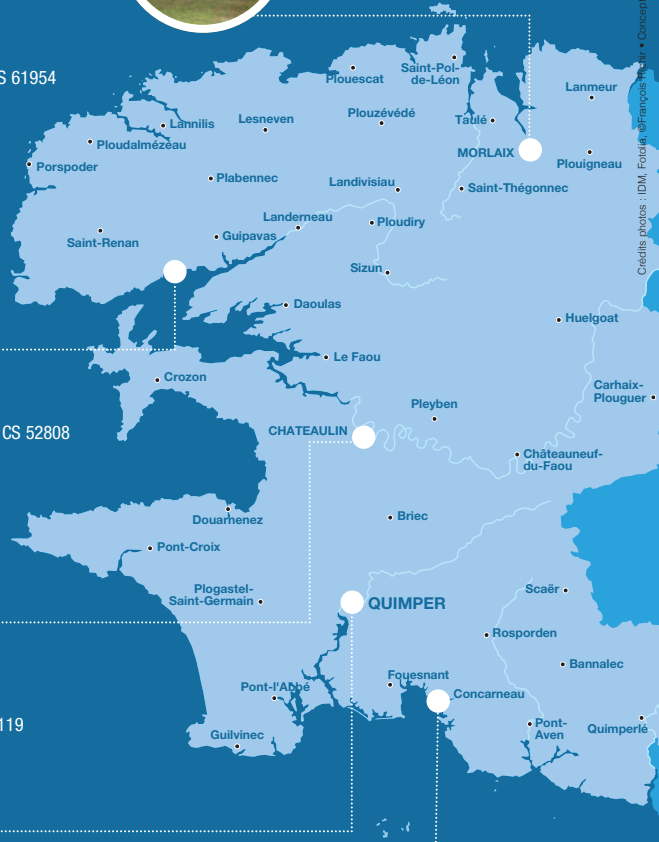 S 61954
Plouescat
Saint-Pol-
de-Léon
Lanmeur
Lannilis
Lesneven
Plouzévédé
Taulé
Ploudalmézeau
MORLAIX
Plouigneau
Porspoder
Plabennec
Landivisiau
Saint-Thégonnec
Saint-Renan
Guipavas
Landerneau
Ploudiry
Sizun
Daoulas
Huelgoat
Le Faou
Crozon
Carhaix-
Plouguer
Pleyben
CS 52808
CHATEAULIN
Châteauneuf-
du-Faou
Douarnenez
Briec
Pont-Croix
Plogastel-
Saint-Germain
QUIMPER
Scaër
Rosporden
Bannalec
Pont-l'Abbé
Fouesnant
Concarneau
119
Guilvinec
Pont-
Aven
Quimperlé
Crédits photos : IDM, Fotolia, ©François • Concept